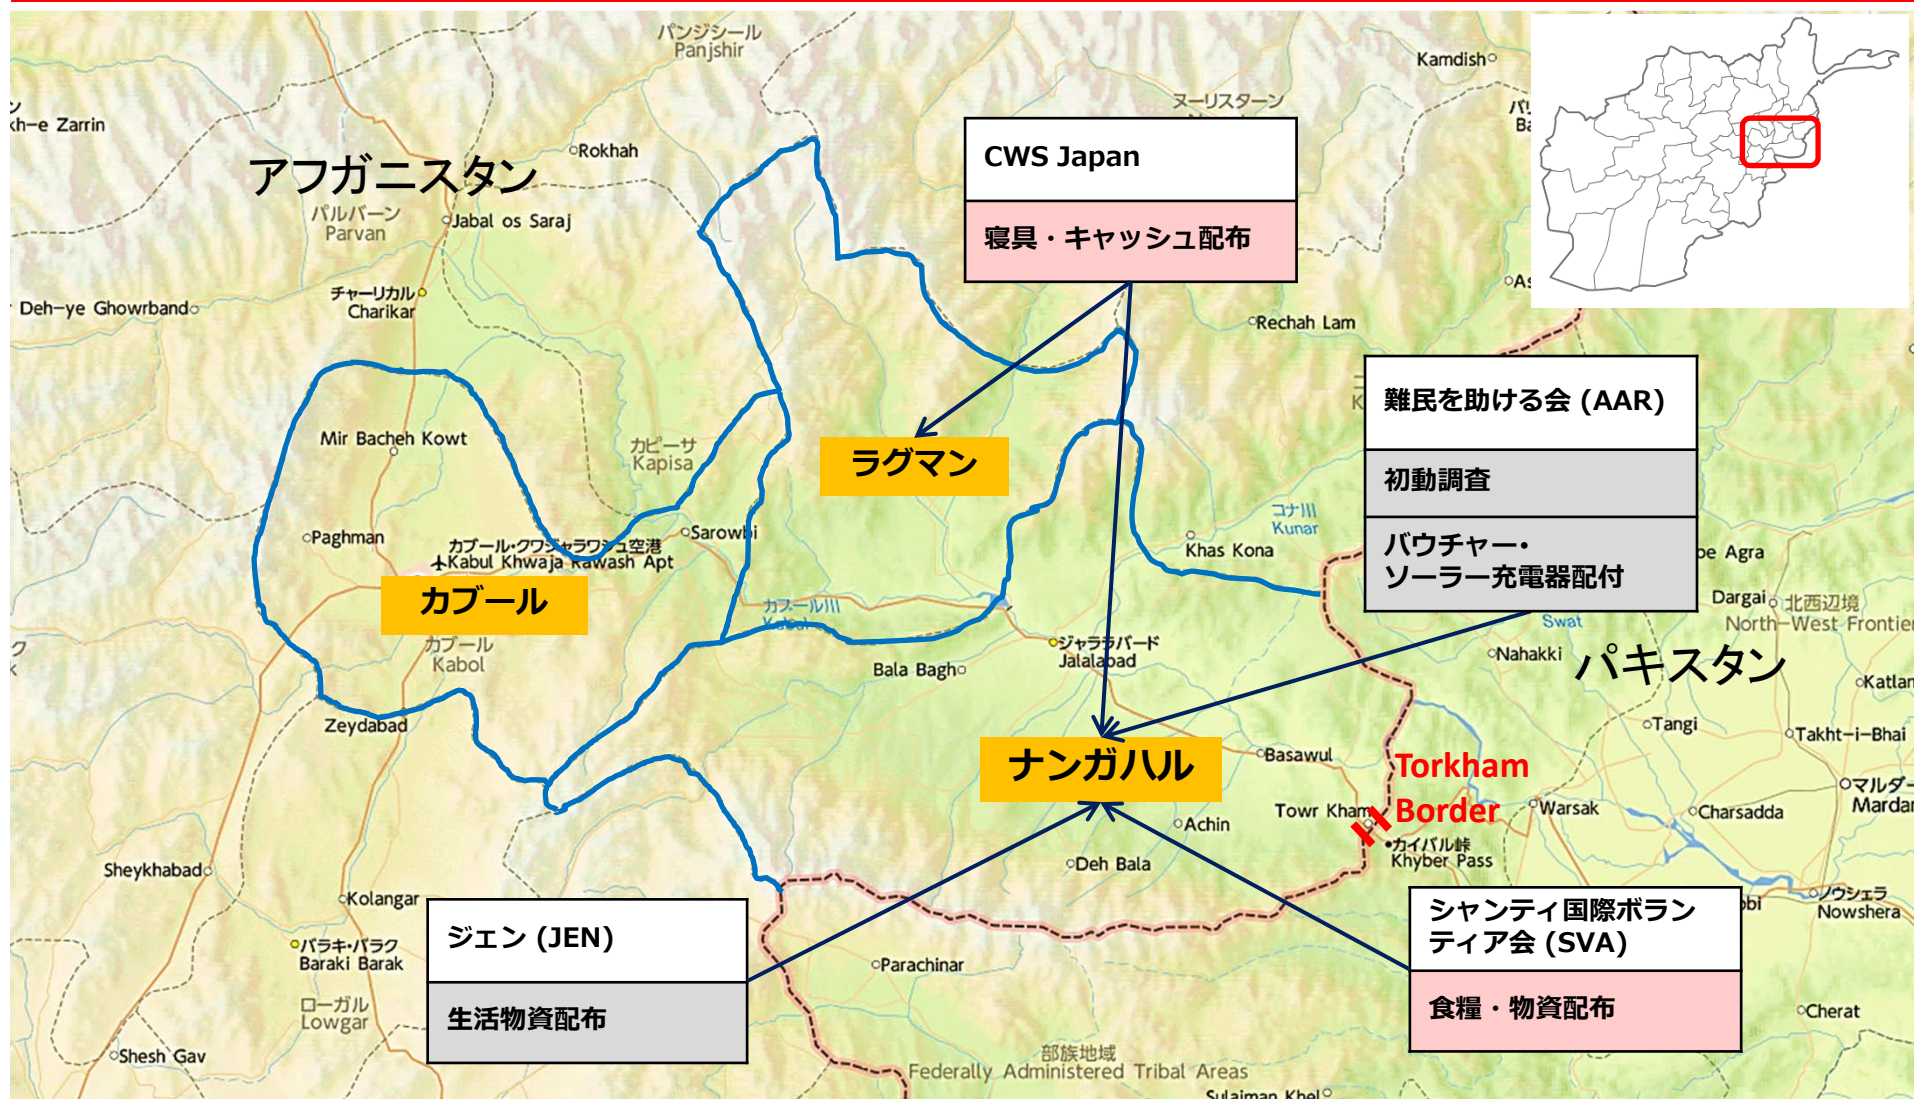 パンジシール
Panjshir
Kamdish
ヌーリスターン
kh-e Zarrin
Rokhah
アフガニスタン
パルバーン
Parvan
Jabal os Saraj
CWS Japan
寝具・キャッシュ配布
チャーリカル
Charikar
Deh-ye Ghowrband
Rechah Lam
難民を助ける会 (AAR)
初動調査
バウチャー・
ソーラー充電器配付
Mir Bacheh Kowt
カピーサ
Kapisa
ラグマン
Paghman
カブール・クワジャラワシュ空港
Kabul Khwaja Rawash Apt
Sarowbi
コナ川
Kunar
Khas Kona
カブール
カブール
Kabol
カブール川
Kabul
ジャララバード
Jalalabad
Bala Bagh
oe Agra
Dargai
北西辺境
North-West Frontier
Swat
Nahakki
パキスタン
Katlan
Zeydabad
Tangi
Takht-i-Bhai
ナンガハル
Basawul
Torkham
Border
マルダー
Mardan
Towr Kham
Warsak
Charsadda
Achin
カイバル峠
Khyber Pass
Deh Bala
Sheykhabad
Kolangar
ノウシェラ
Nowshera
バラキ・バラク
Baraki Barak
ジェン (JEN)
生活物資配布
シャンティ国際ボラン
ティア会 (SVA)
食糧・物資配布
Parachinar
ローガル
Lowgar
Cherat
Shesh Gav
部族地域
Federally Administered Tribal Areas
Sulaiman Khel